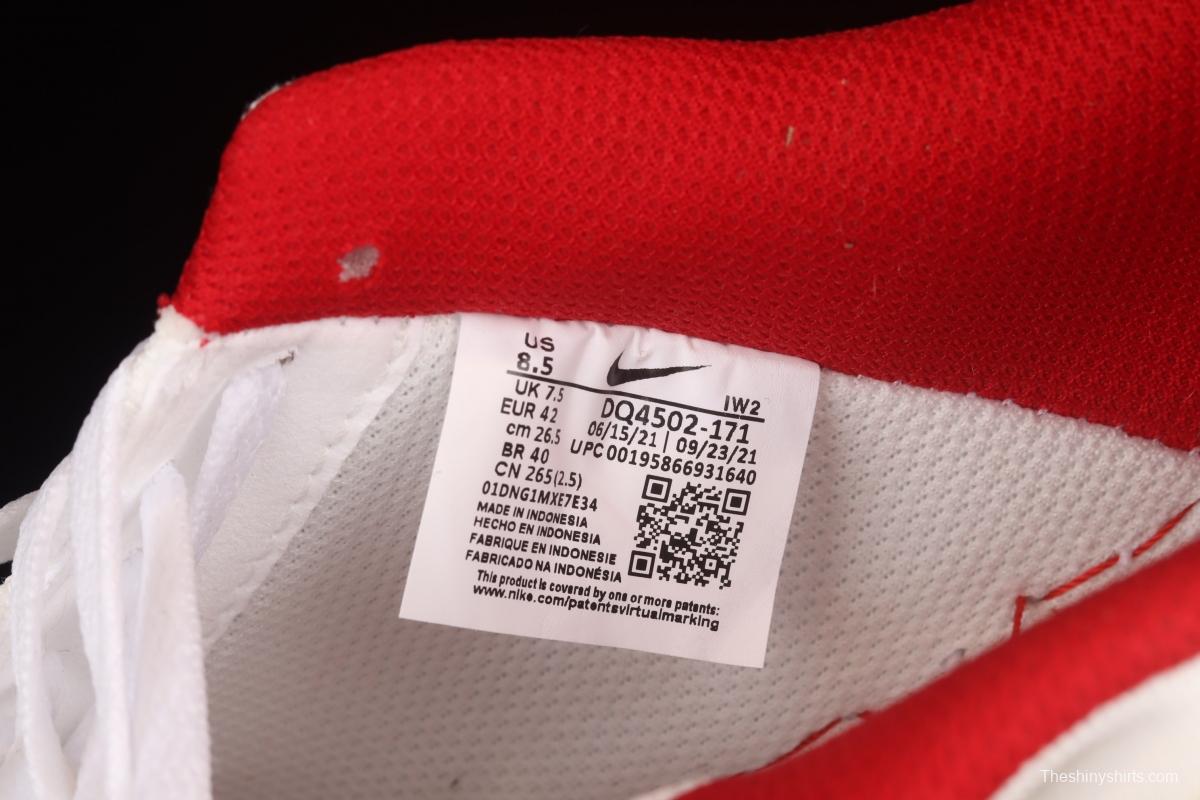 US
8.5
IW2
UK 7.5
DQ4502-171
EUR 42
06/15/21 | 09/23/21
cm 26.5
UPC00195866931640
BR 40
CN 265(2.5)
01DNG1MXE7E34
MADE IN INDONESIA
HECHO EN INDONESIA
FABRIQUE EN INDONESIE
FABRICADO NA INDONÉSIA
This product is covered by one or more patents:
www.nike.com/patentsvirtualmarking
Theshinyshirts.com